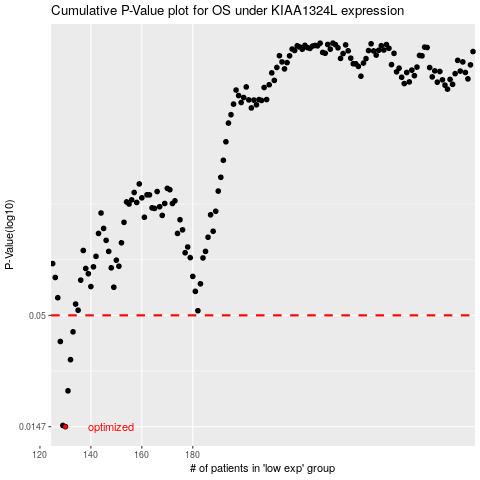 Cumulative P-Value plot for OS under KIAA1324L expression
P-Value(log10)
0.05
0.0147
optimized
120 140 160 180
# of patients in 'low exp' group